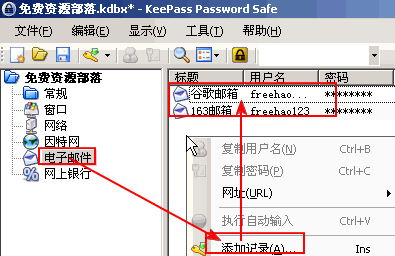 免费资源部落.kdbx* - KeePass Password Safe
文件(F) 编辑(E) 显示(V) 工具(T) 帮助(H)
免费资源部落
常规
窗口
网络
因特网
电子邮件
网上银行
标题 用户名 密码
谷歌邮箱 freehao... ********
163邮箱 freehao123 ********
复制用户名(N) Ctrl+B
复制密码(P) Ctrl+C
网址(URL)
执行自动输入 Ctrl+V
添加记录(A)... Ins